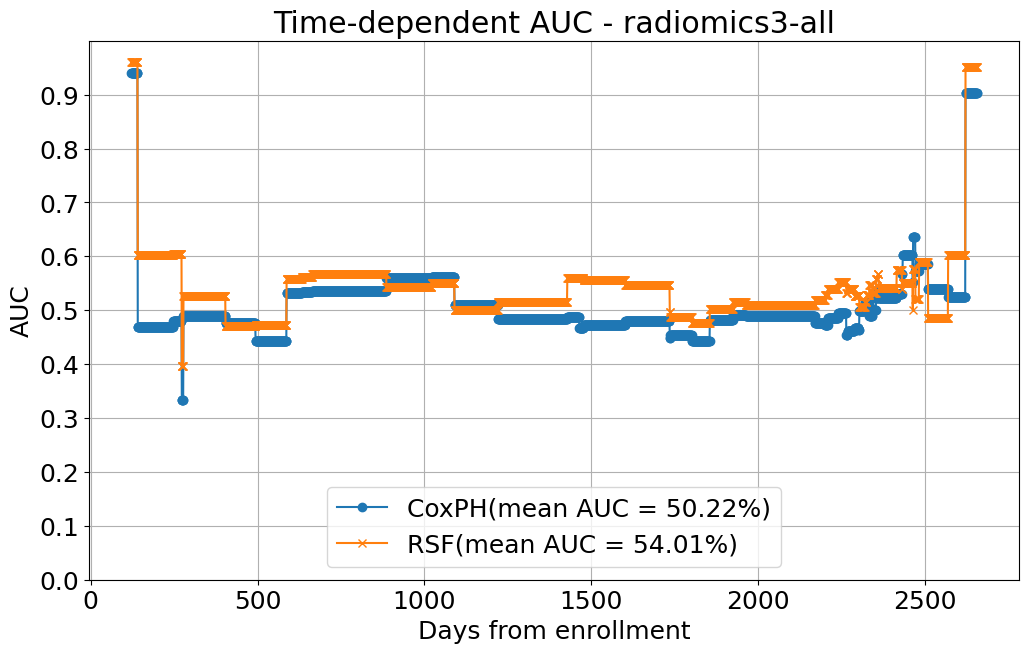 Time-dependent AUC - radiomics3-all
AUC
0.9
0.8
0.7
0.6
0.5
0.4
0.3
0.2
0.1
0.0
CoxPH(mean AUC = 50.22%)
RSF(mean AUC = 54.01%)
0 500 1000 1500 2000 2500
Days from enrollment